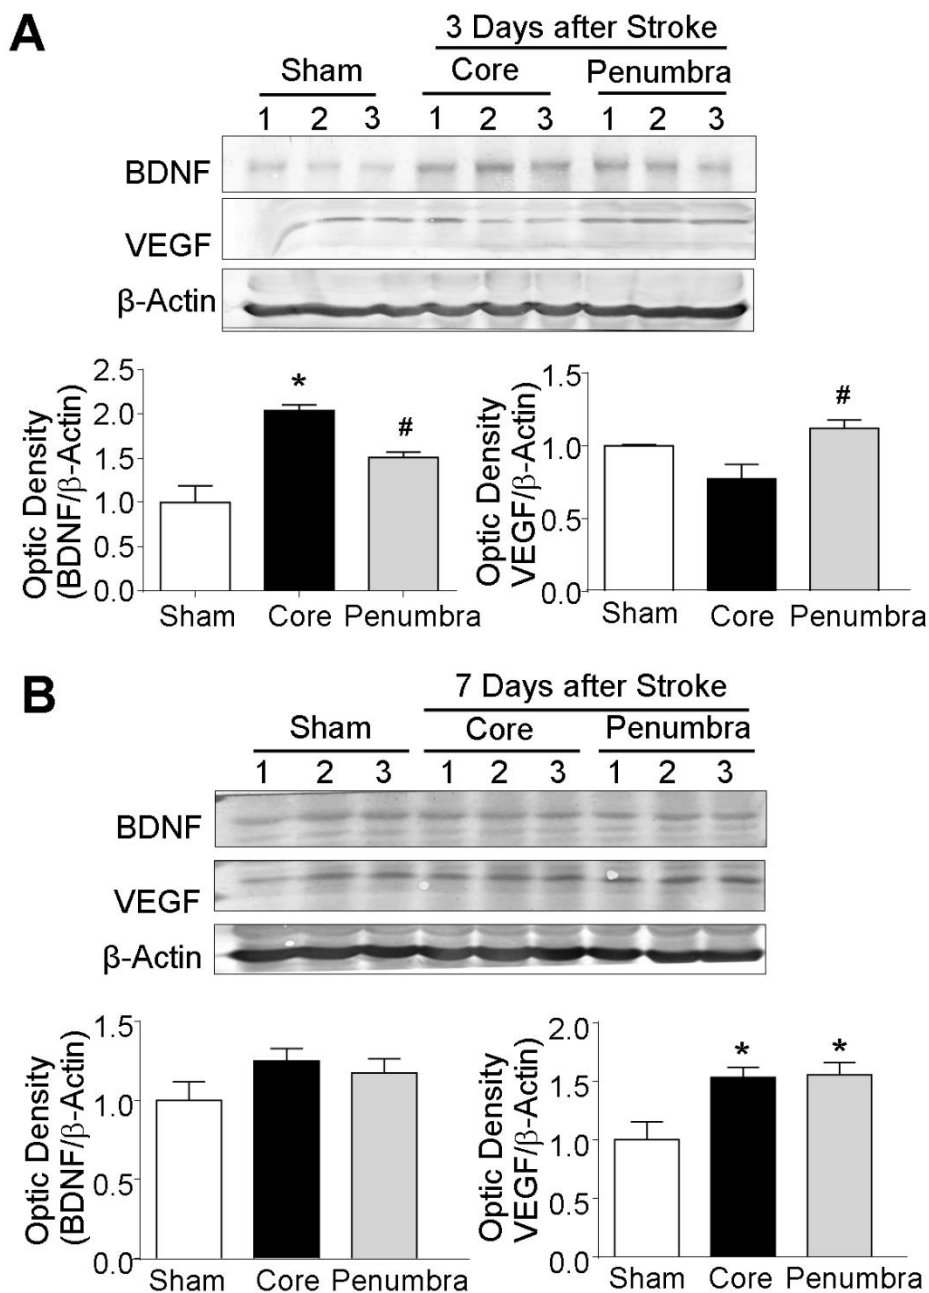 A
3 Days after Stroke
Sham Core Penumbra
1 2 3 1 2 3 1 2 3
BDNF
VEGF
β-Actin
Optic Density
(BDNF/β-Actin)
2.5
2.0
1.5
1.0
0.5
0.0
*
#
Sham Core Penumbra
Optic Density
VEGF/β-Actin)
1.5
1.0
0.5
0.0
#
Sham Core Penumbra
B
7 Days after Stroke
Sham Core Penumbra
1 2 3 1 2 3 1 2 3
BDNF
VEGF
β-Actin
Optic Density
(BDNF/β-Actin)
1.5
1.0
0.5
0.0
Sham Core Penumbra
Optic Density
VEGF/β-Actin)
2.0
1.5
1.0
0.5
0.0
* *
Sham Core Penumbra